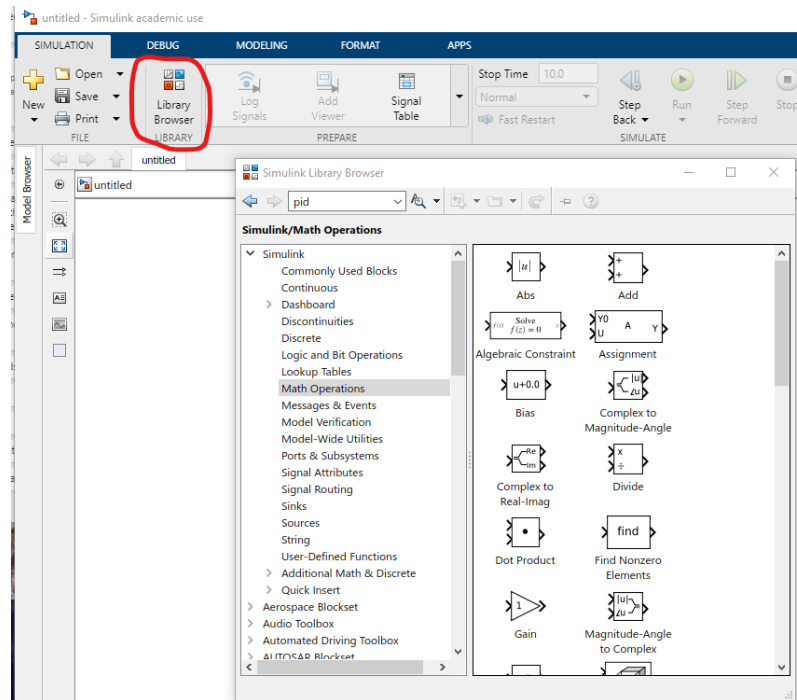 untitled - Simulink academic use
SIMULATION DEBUG MODELING FORMAT APPS
New
Open
Save
Print
FILE
Library
Browser
LIBRARY
Log
Signals
Add
Viewer
Signal
Table
PREPARE
Stop Time 10.0
Normal
Fast Restart
Step
Back
Run
Step
Forward
Stop
SIMULATE
Model Browser
untitled
untitled
Simulink Library Browser
pid
Simulink/Math Operations
Simulink
Commonly Used Blocks
Continuous
Dashboard
Discontinuities
Discrete
Logic and Bit Operations
Lookup Tables
Math Operations
Messages & Events
Model Verification
Model-Wide Utilities
Ports & Subsystems
Signal Attributes
Signal Routing
Sinks
Sources
String
User-Defined Functions
Additional Math & Discrete
Quick Insert
Aerospace Blockset
Audio Toolbox
Automated Driving Toolbox
AUTOSAR Blockset
|u|
Abs
+
+
Add
f(z) Solve f(z) = 0 z
Algebraic Constraint
Y0
U A Y
Assignment
u+0.0
Bias
|u|
∠u
Complex to
Magnitude-Angle
Re
Im
Complex to
Real-Imag
×
÷
Divide
Dot Product
find
Find Nonzero
Elements
1
Gain
|u|
∠u
Magnitude-Angle
to Complex